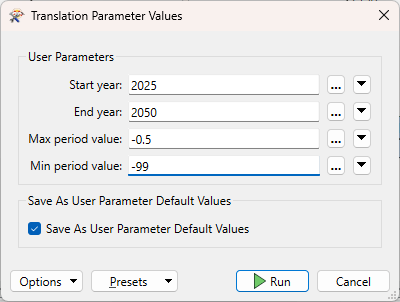 Translation Parameter Values
User Parameters
Start year: 2025 ...
End year: 2050 ...
Max period value: -0.5 ...
Min period value: -99 ...
Save As User Parameter Default Values
Save As User Parameter Default Values
Options Presets Run Cancel